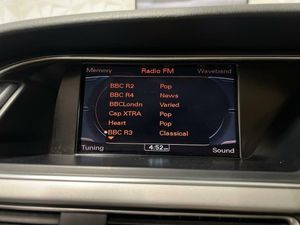 Memory Radio FM Waveband
BBC R2 Pop
BBC R4 News
BBCLondn Varied
Cap XTRA Pop
Heart Pop
BBC R3 Classical
Tuning 4:52 Sound